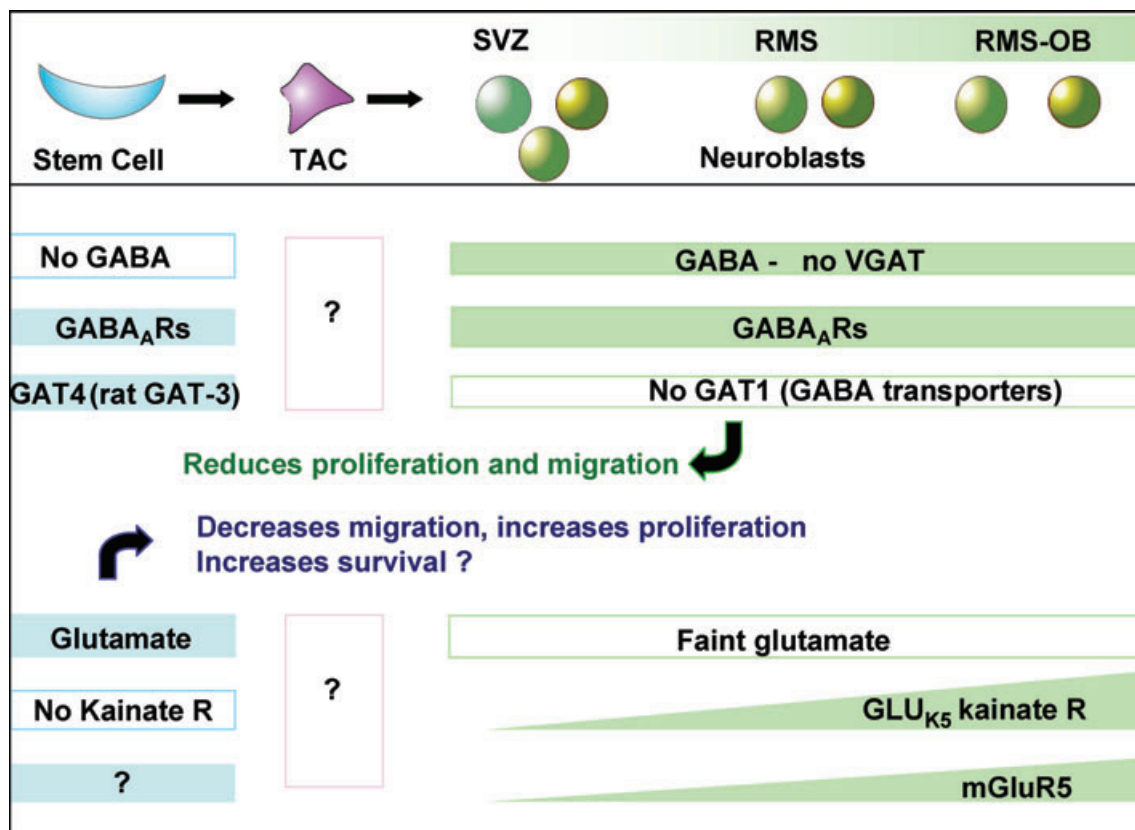 SVZ RMS RMS-OB
Stem Cell TAC Neuroblasts
No GABA
GABA - no VGAT
?
GABAARs
GABAARs
GAT4 (rat GAT-3)
No GAT1 (GABA transporters)
Reduces proliferation and migration
Decreases migration, increases proliferation
Increases survival ?
Glutamate
Faint glutamate
?
No Kainate R
GLUK5 kainate R
?
mGluR5